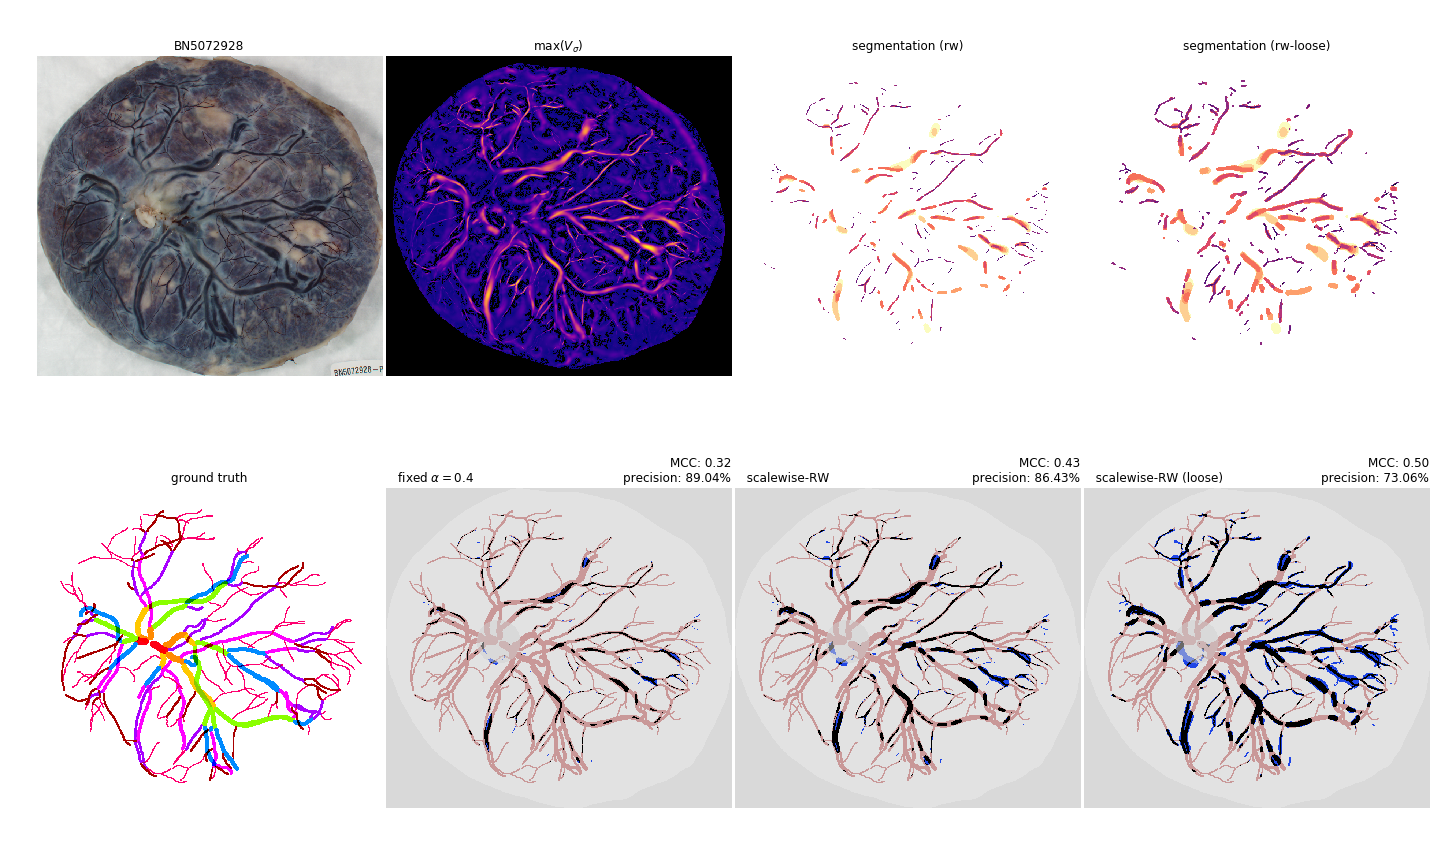 BN5072928
max(V_σ)
segmentation (rw)
segmentation (rw-loose)
BN5072928-P
ground truth
fixed α = 0.4
MCC: 0.32
precision: 89.04%
scalewise-RW
MCC: 0.43
precision: 86.43%
scalewise-RW (loose)
MCC: 0.50
precision: 73.06%